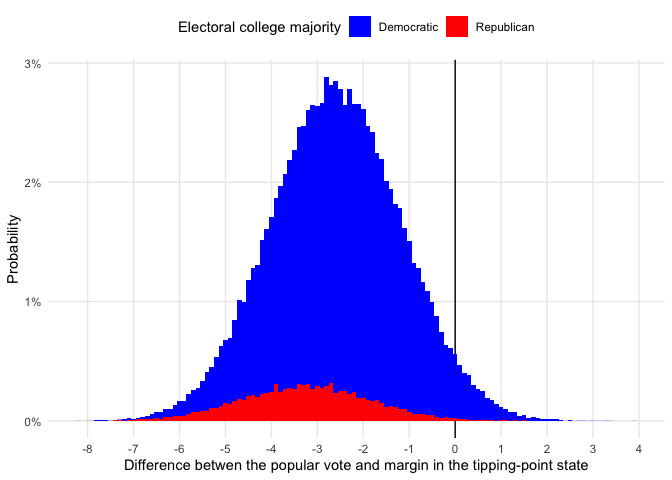 Electoral college majority Democratic Republican
3%
2%
1%
0%
Probability
-8 -7 -6 -5 -4 -3 -2 -1 0 1 2 3 4
Difference betwen the popular vote and margin in the tipping-point state